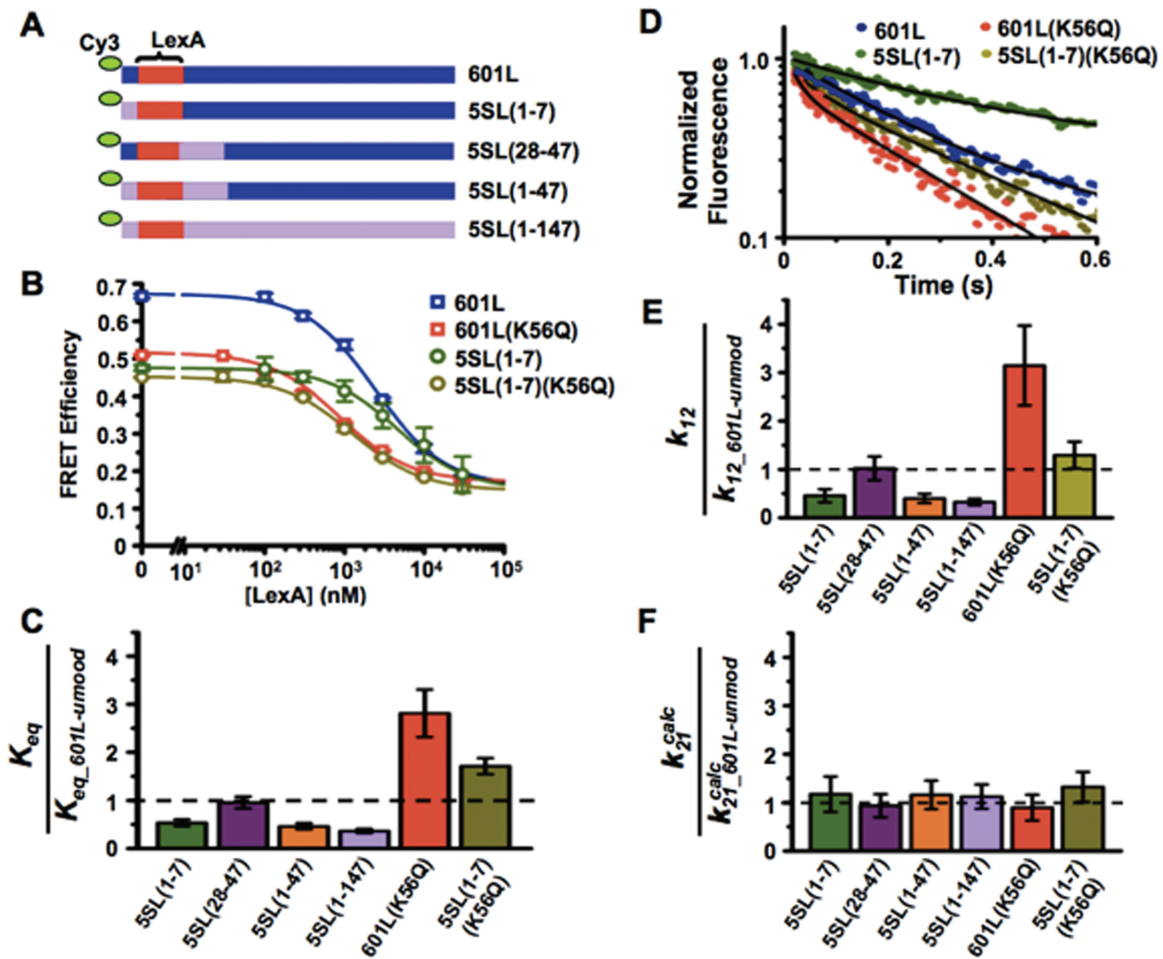 A
Cy3
LexA
601L
5SL(1-7)
5SL(28-47)
5SL(1-47)
5SL(1-147)
B
FRET Efficiency
0.7
0.6
0.5
0.4
0.3
0.2
0.1
0
0
10¹
10²
10³
10⁴
10⁵
[LexA] (nM)
601L
601L(K56Q)
5SL(1-7)
5SL(1-7)(K56Q)
C
Keq
Keq_601L-umod
4
3
2
1
0
5SL(1-7)
5SL(28-47)
5SL(1-47)
5SL(1-147)
601L(K56Q)
5SL(1-7)
(K56Q)
D
601L
601L(K56Q)
5SL(1-7)
5SL(1-7)(K56Q)
Normalized
Fluorescence
1.0
0.1
0
0.2
0.4
0.6
Time (s)
E
k12
k12_601L-unmod
4
3
2
1
0
5SL(1-7)
5SL(28-47)
5SL(1-47)
5SL(1-147)
601L(K56Q)
5SL(1-7)
(K56Q)
F
k21 calc
k21_601L-unmod calc
4
3
2
1
0
5SL(1-7)
5SL(28-47)
5SL(1-47)
5SL(1-147)
601L(K56Q)
5SL(1-7)
(K56Q)